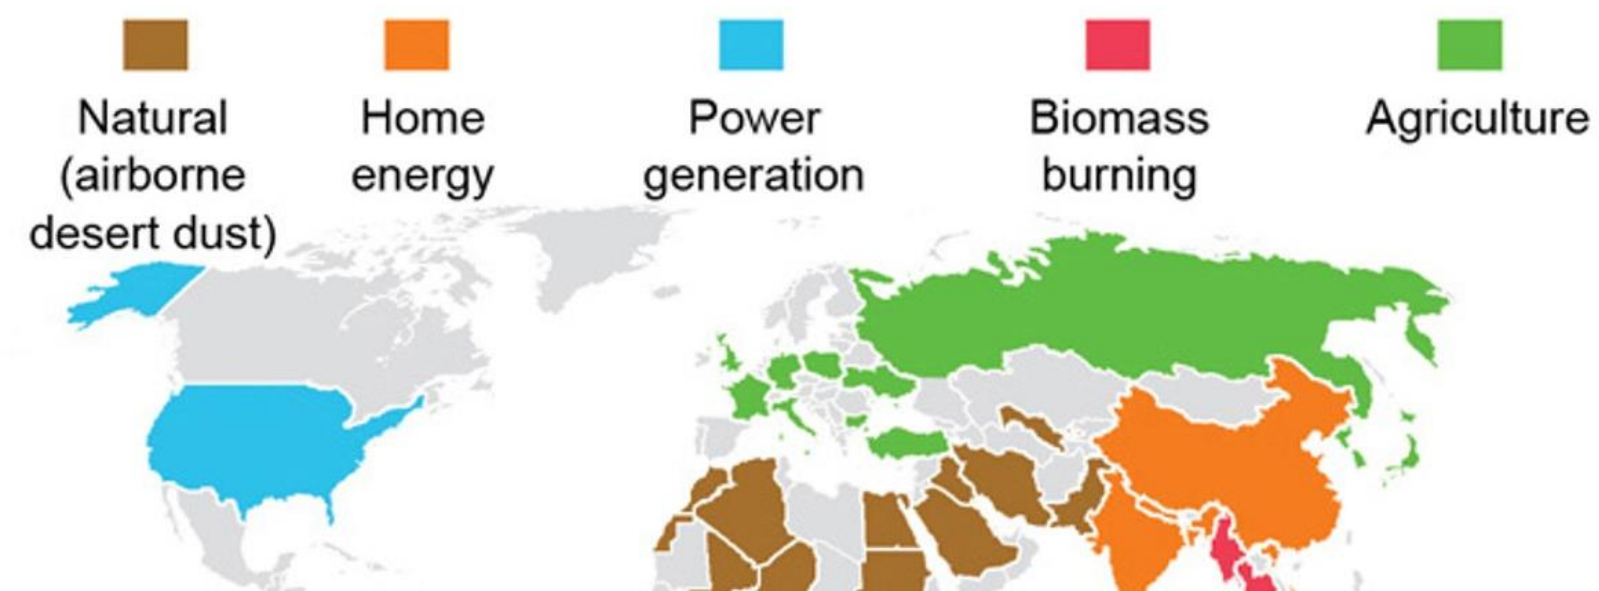 Natural
(airborne
desert dust)
Home
energy
Power
generation
Biomass
burning
Agriculture